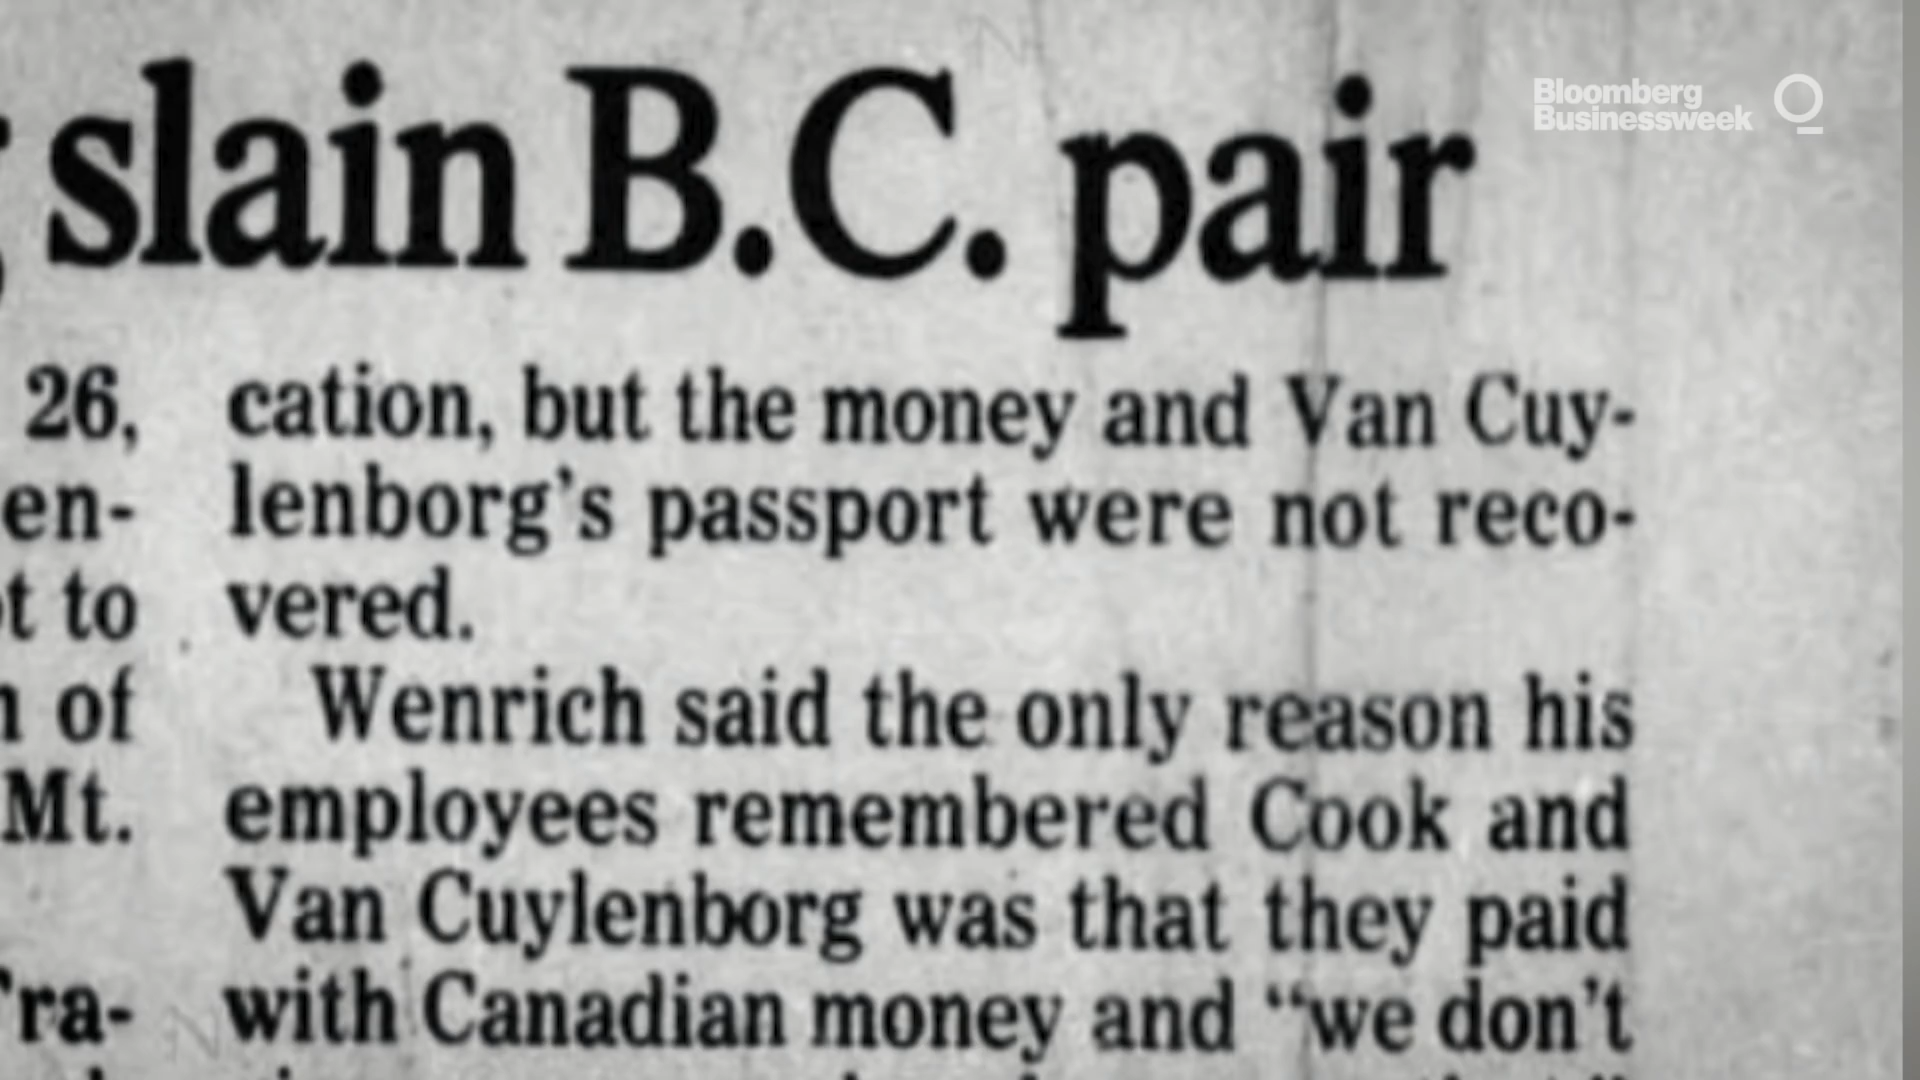 slain B.C. pair
Bloomberg
Businessweek
26,
en-
to
of
Mt.
cation, but the money and Van Cuy-
lenborg's passport were not reco-
vered.
Wenrich said the only reason his
employees remembered Cook and
Van Cuylenborg was that they paid
with Canadian money and "we don't